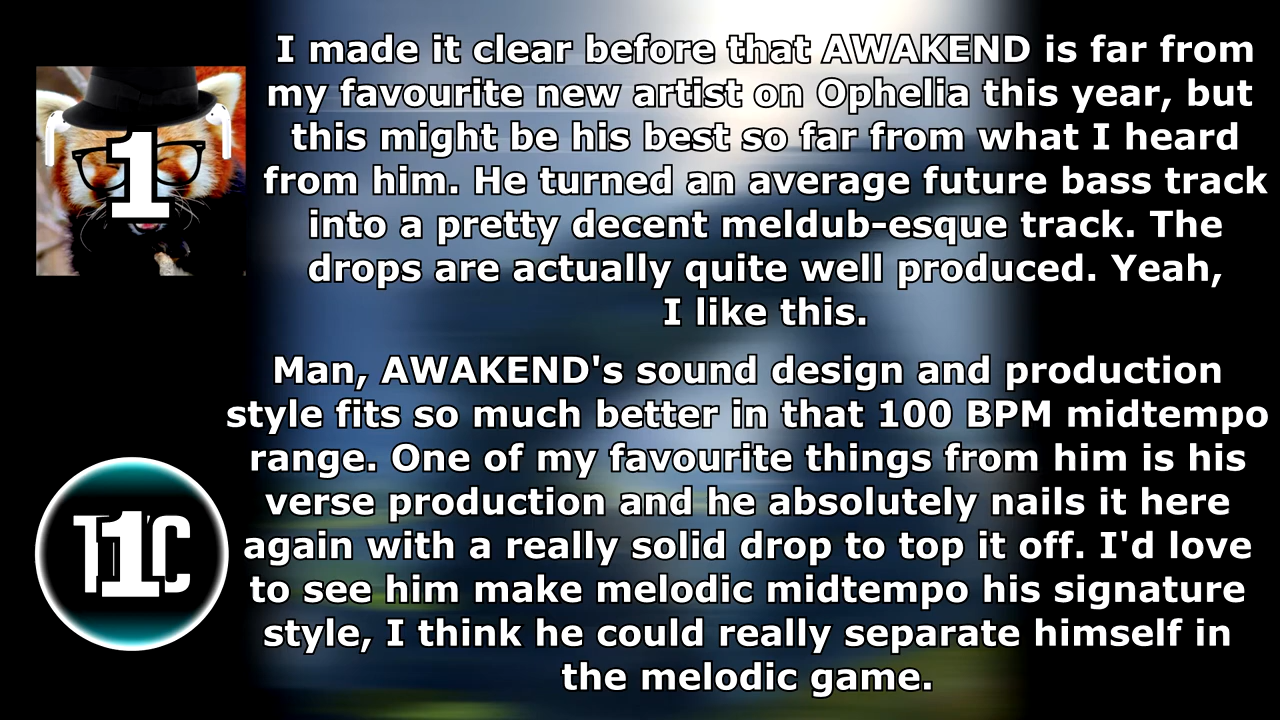 I made it clear before that AWAKEND is far from
my favourite new artist on Ophelia this year, but
this might be his best so far from what I heard
from him. He turned an average future bass track
into a pretty decent meldub-esque track. The
drops are actually quite well produced. Yeah,
I like this.
1
Man, AWAKEND's sound design and production
style fits so much better in that 100 BPM midtempo
range. One of my favourite things from him is his
verse production and he absolutely nails it here
again with a really solid drop to top it off. I'd love
to see him make melodic midtempo his signature
style, I think he could really separate himself in
the melodic game.
1